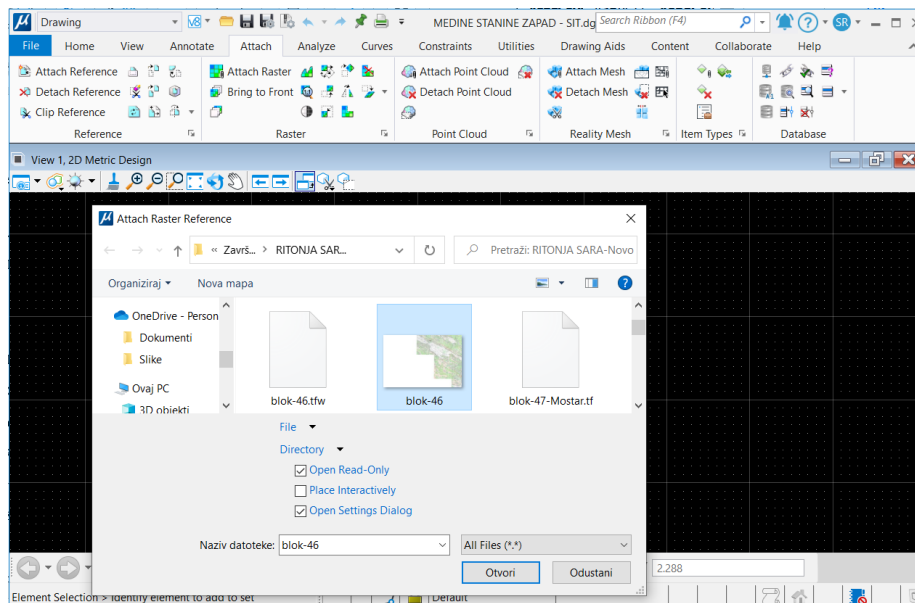 Drawing
MEDINE STANINE ZAPAD - SIT.dg
Search Ribbon (F4)
SR
File Home View Annotate Attach Analyze Curves Constraints Utilities Drawing Aids Content Collaborate Help
Attach Reference Attach Raster Attach Point Cloud Attach Mesh
Detach Reference Bring to Front Detach Point Cloud Detach Mesh
Clip Reference
Reference Raster Point Cloud Reality Mesh Item Types Database
View 1, 2D Metric Design
Attach Raster Reference
« Završ... > RITONJA SAR...
Pretraži: RITONJA SARA-Novo
Organiziraj Nova mapa
OneDrive - Person
Dokumenti
Slike
Ovaj PC
3D objekti
blok-46.tfw blok-46 blok-47-Mostar.tf
File
Directory
Open Read-Only
Place Interactively
Open Settings Dialog
Naziv datoteke: blok-46 All Files (*.*)
Otvori Odustani
2.288
Element Selection > Identify element to add to set
Default